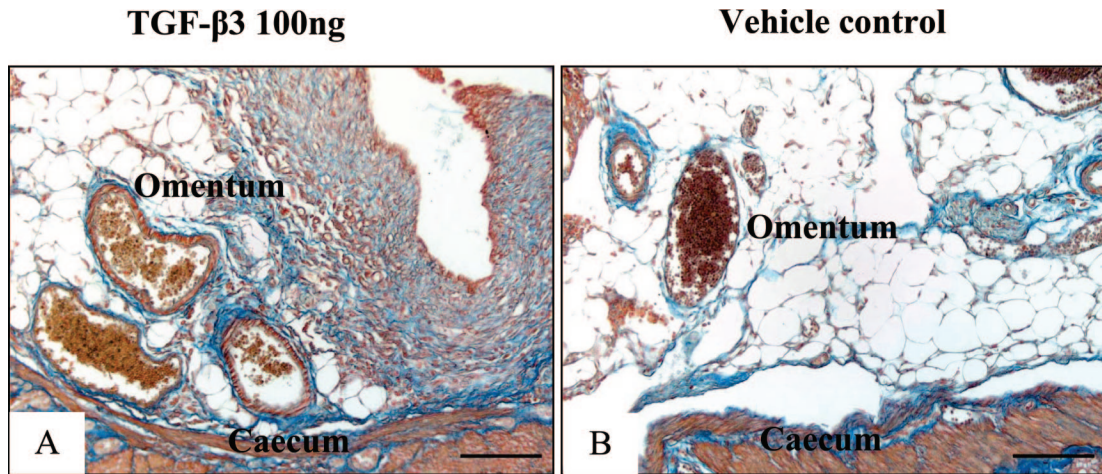 TGF-β3 100ng
Vehicle control
Omentum
Caecum
A
Omentum
Caecum
B